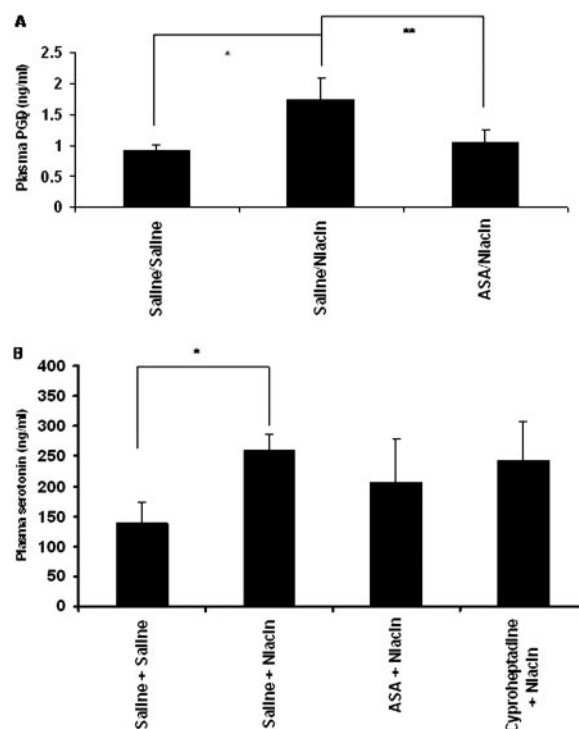 A
*
**
Plasma PGD₂ (ng/ml)
2.5
2
1.5
1
0.5
0
Saline/Saline
Saline/Niacin
ASA/Niacin
B
*
Plasma serotonin (ng/ml)
400
350
300
250
200
150
100
50
0
Saline + Saline
Saline + Niacin
ASA + Niacin
Cyproheptadine
+ Niacin